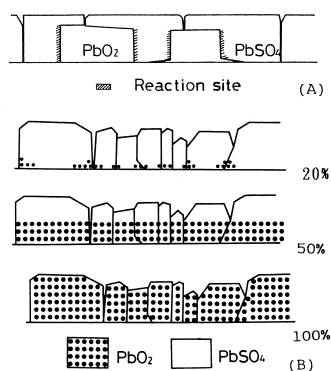 PbO₂ PbSO₄
Reaction site
(A)
20%
50%
100%
PbO₂ PbSO₄
(B)